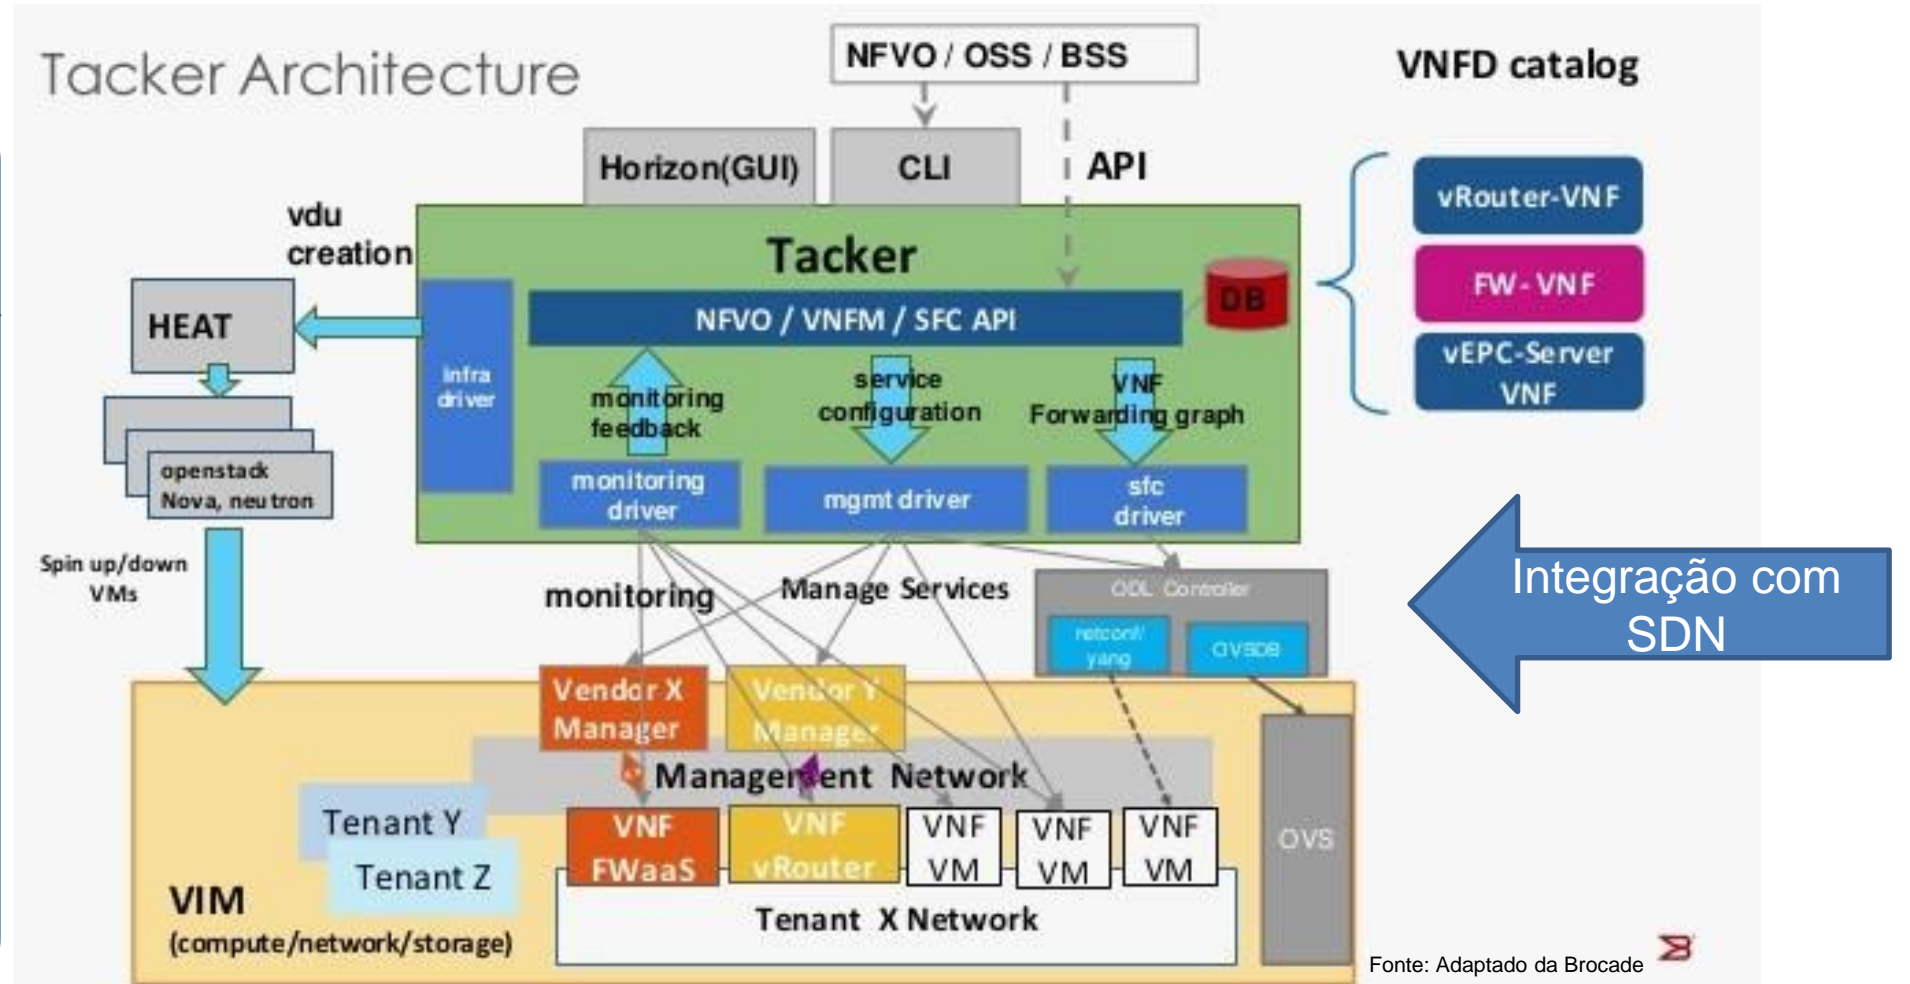 Tacker Architecture
NFVO / OSS / BSS
VNFD catalog
Horizon(GUI)
CLI
API
vRouter-VNF
FW- VNF
vEPC-Server
VNF
vdu
creation
Tacker
DB
HEAT
NFVO / VNFM / SFC API
infra
driver
monitoring
feedback
service
configuration
VNF
Forwarding graph
openstack
Nova, neutron
monitoring
driver
mgmt driver
sfc
driver
Spin up/down
VMs
monitoring
Manage Services
ODL Controller
netconf/
yang
OVSDB
Integração com
SDN
Vendor X
Manager
Vendor Y
Manager
Management Network
Tenant Y
Tenant Z
VNF
FWaaS
VNF
vRouter
VNF
VM
VNF
VM
VNF
VM
OVS
VIM
(compute/network/storage)
Tenant X Network
Fonte: Adaptado da Brocade